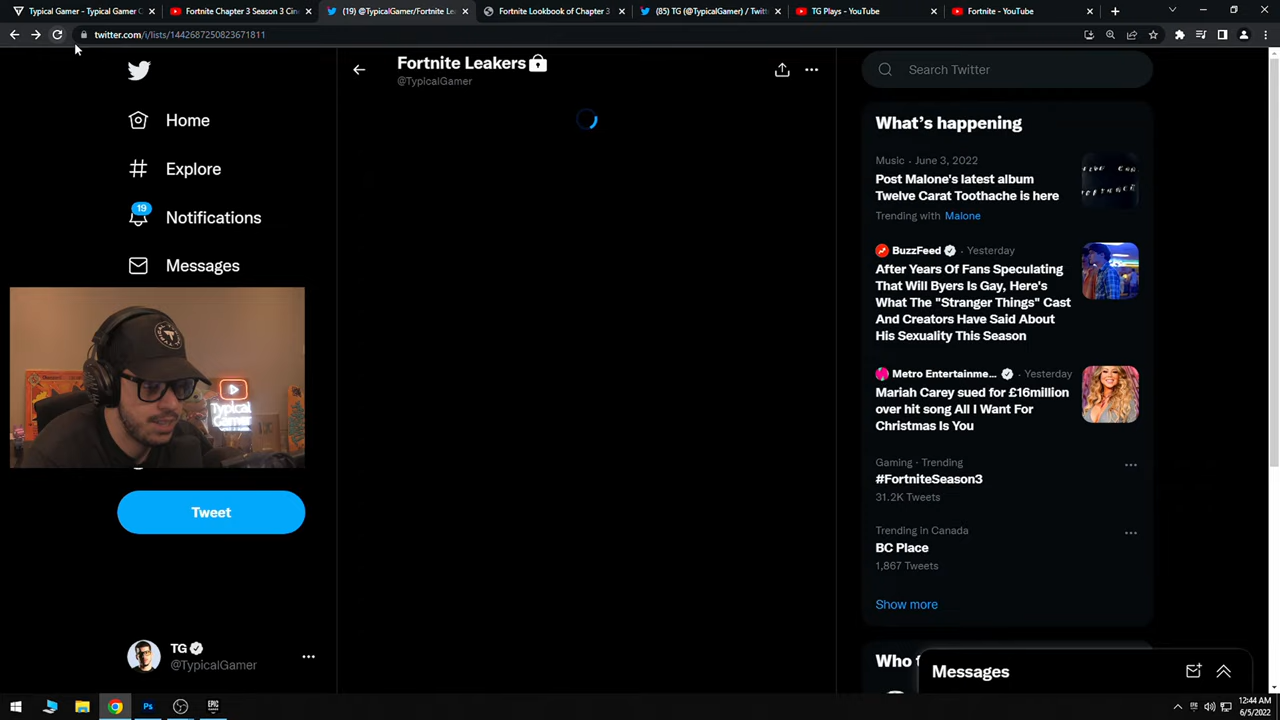 Typical Gamer - Typical Gamer C
Fortnite Chapter 3 Season 3 Cin
(19) @TypicalGamer/Fortnite Le
Fortnite Lookbook of Chapter 3
(85) TG (@TypicalGamer) / Twitt
TG Plays - YouTube
Fortnite - YouTube
twitter.com/i/lists/1442687250823671811
Fortnite Leakers
@TypicalGamer
Search Twitter
Home
Explore
19
Notifications
Messages
Typical
Gamer
Tweet
TG
@TypicalGamer
What's happening
Music · June 3, 2022
Post Malone's latest album
Twelve Carat Toothache is here
Trending with Malone
BuzzFeed · Yesterday
After Years Of Fans Speculating
That Will Byers Is Gay, Here's
What The "Stranger Things" Cast
And Creators Have Said About
His Sexuality This Season
Metro Entertainme... · Yesterday
Mariah Carey sued for £16million
over hit song All I Want For
Christmas Is You
Gaming · Trending
#FortniteSeason3
31.2K Tweets
Trending in Canada
BC Place
1,867 Tweets
Show more
Who
Messages
Ps
EPIC
12:44 AM
6/5/2022